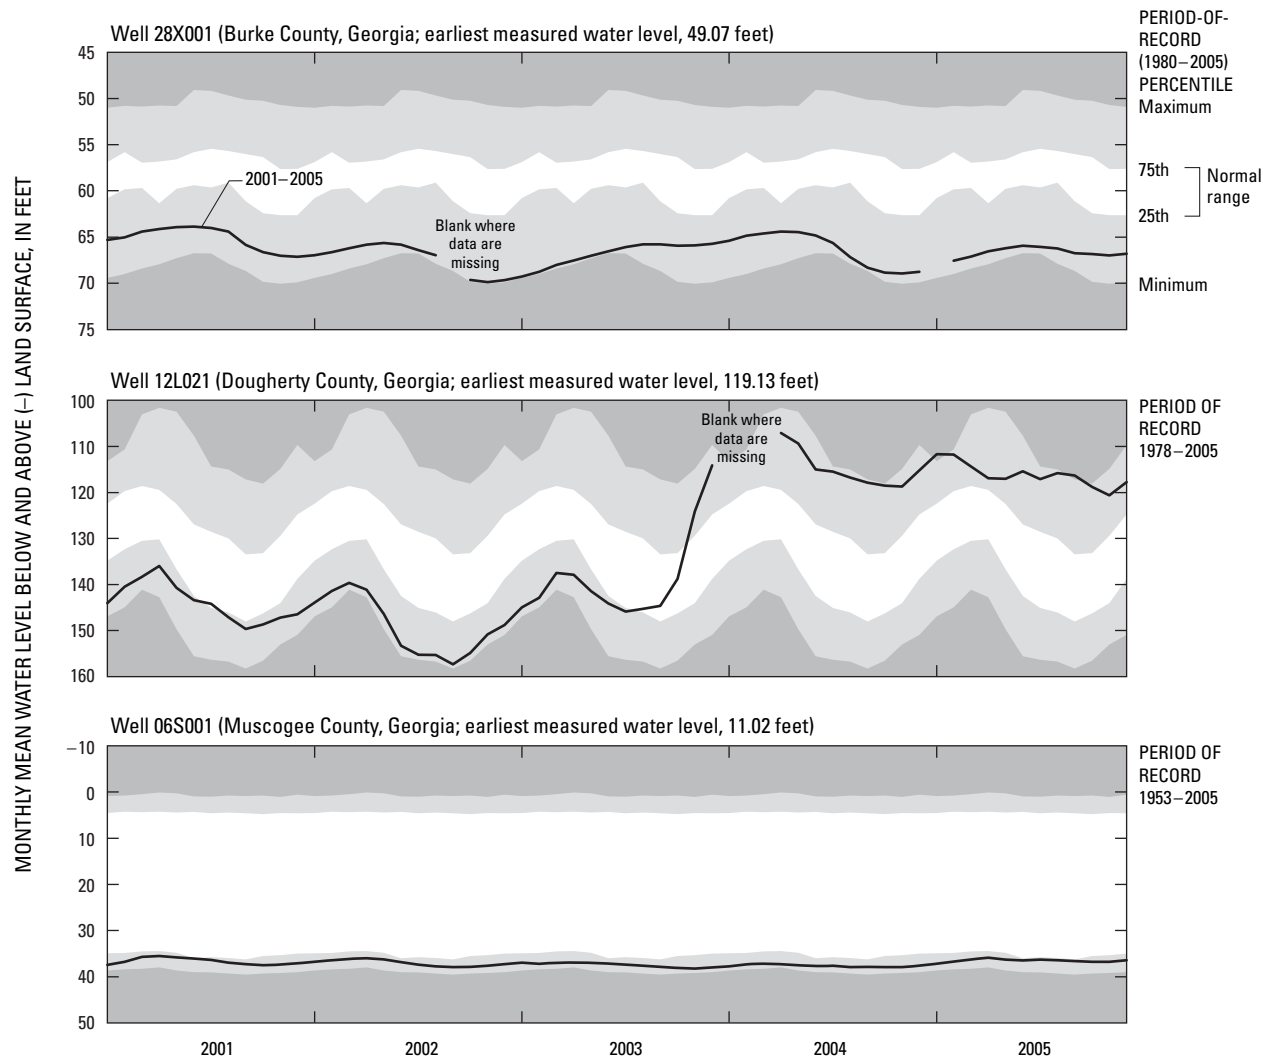 MONTHLY MEAN WATER LEVEL BELOW AND ABOVE (–) LAND SURFACE, IN FEET
Well 28X001 (Burke County, Georgia; earliest measured water level, 49.07 feet)
45
50
55
60
65
70
75
2001–2005
Blank where
data are
missing
PERIOD-OF-
RECORD
(1980–2005)
PERCENTILE
Maximum
75th
25th
Normal
range
Minimum
Well 12L021 (Dougherty County, Georgia; earliest measured water level, 119.13 feet)
100
110
120
130
140
150
160
Blank where
data are
missing
PERIOD OF
RECORD
1978–2005
Well 06S001 (Muscogee County, Georgia; earliest measured water level, 11.02 feet)
–10
0
10
20
30
40
50
PERIOD OF
RECORD
1953–2005
2001 2002 2003 2004 2005